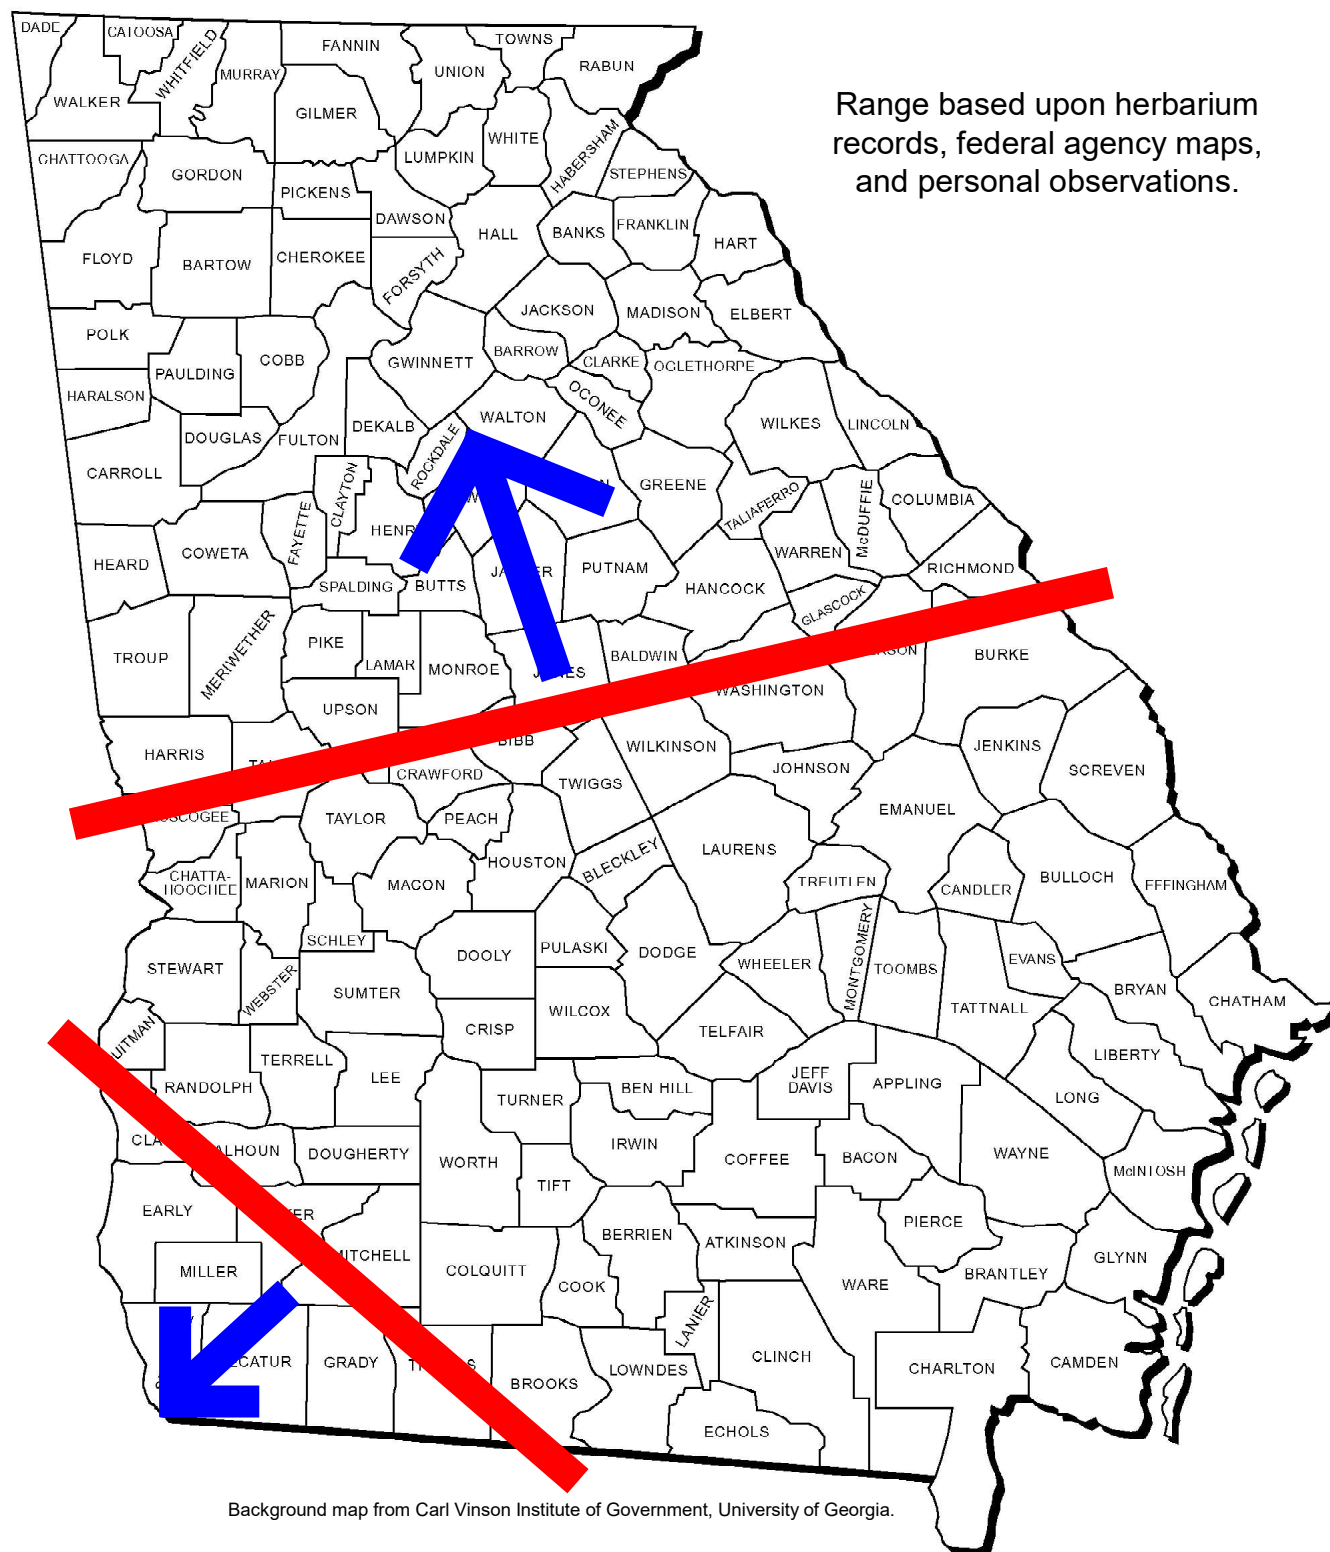 DADE
CATOOSA
WHITFIELD
MURRAY
FANNIN
UNION
TOWNS
RABUN
WALKER
GILMER
WHITE
LUMPKIN
HABERSHAM
STEPHENS
Range based upon herbarium
records, federal agency maps,
and personal observations.
CHATTOOGA
GORDON
PICKENS
DAWSON
HALL
BANKS
FRANKLIN
HART
FLOYD
BARTOW
CHEROKEE
FORSYTH
JACKSON
MADISON
ELBERT
POLK
PAULDING
COBB
GWINNETT
BARROW
CLARKE
OGLETHORPE
OCONEE
HARALSON
DOUGLAS
FULTON
DEKALB
ROCKDALE
WALTON
WILKES
LINCOLN
CARROLL
CLAYTON
GREENE
TALIAFERRO
McDUFFIE
COLUMBIA
HEARD
COWETA
FAYETTE
HENR
SPALDING
BUTTS
PUTNAM
HANCOCK
WARREN
GLASCOCK
RICHMOND
TROUP
MERIWETHER
PIKE
LAMAR
MONROE
BALDWIN
WASHINGTON
BURKE
UPSON
HARRIS
BIBB
CRAWFORD
TWIGGS
WILKINSON
JOHNSON
JENKINS
SCREVEN
EMANUEL
TAYLOR
PEACH
HOUSTON
BLECKLEY
LAURENS
TREUTLEN
CANDLER
BULLOCH
EFFINGHAM
CHATTA-
HOOCHEE
MARION
MACON
SCHLEY
DOOLY
PULASKI
DODGE
WHEELER
MONTGOMERY
TOOMBS
EVANS
TATTNALL
BRYAN
CHATHAM
STEWART
WEBSTER
SUMTER
CRISP
WILCOX
TELFAIR
LIBERTY
UITMAN
RANDOLPH
TERRELL
LEE
TURNER
BEN HILL
JEFF
DAVIS
APPLING
LONG
CLA
ALHOUN
DOUGHERTY
WORTH
TIFT
IRWIN
COFFEE
BACON
WAYNE
McINTOSH
EARLY
MILLER
MITCHELL
COLQUITT
COOK
BERRIEN
ATKINSON
WARE
PIERCE
BRANTLEY
GLYNN
LANIER
CLINCH
CHARLTON
CAMDEN
ECATUR
GRADY
BROOKS
LOWNDES
ECHOLS
Background map from Carl Vinson Institute of Government, University of Georgia.